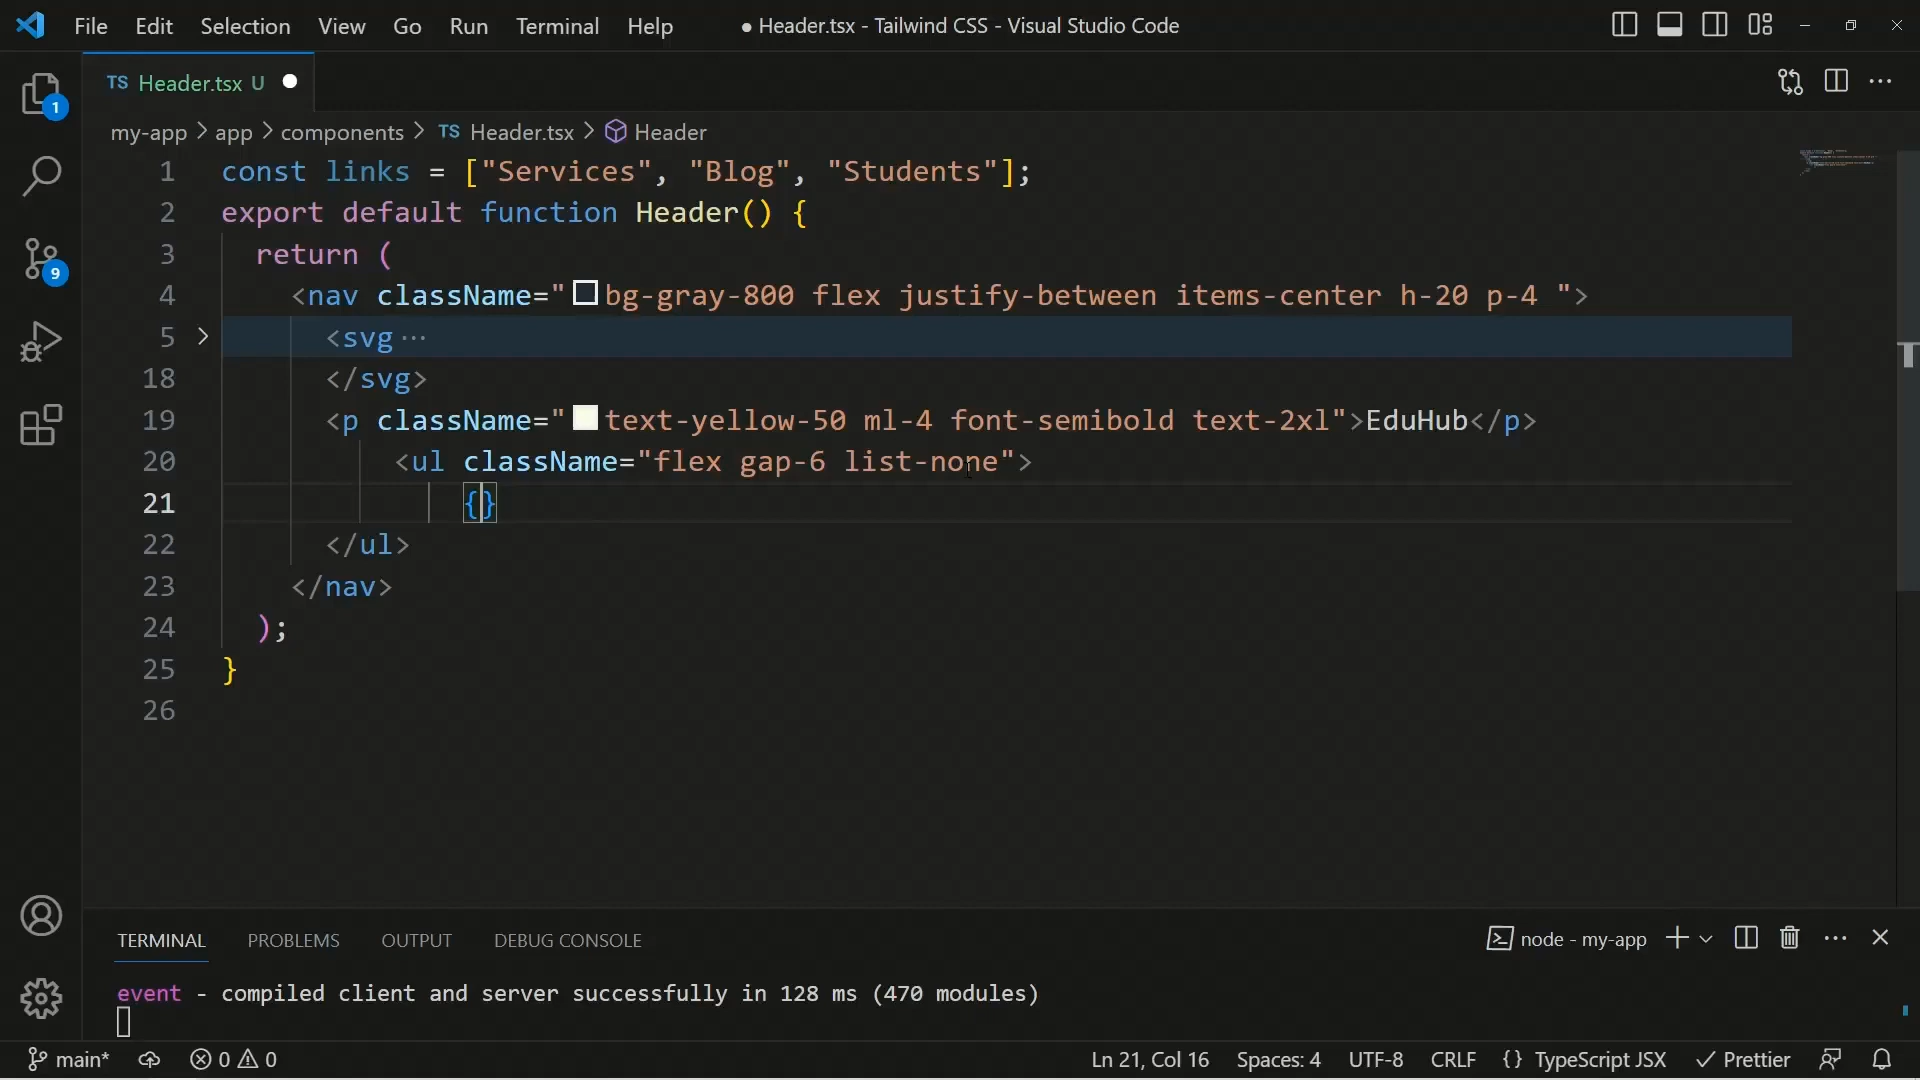 File Edit Selection View Go Run Terminal Help ● Header.tsx - Tailwind CSS - Visual Studio Code
TS Header.tsx U
my-app > app > components > TS Header.tsx > Header
1 const links = ["Services", "Blog", "Students"];
2 export default function Header() {
3 return (
4 <nav className="bg-gray-800 flex justify-between items-center h-20 p-4 ">
5 <svg ···
18 </svg>
19 <p className="text-yellow-50 ml-4 font-semibold text-2xl">EduHub</p>
20 <ul className="flex gap-6 list-none">
21 {}
22 </ul>
23 </nav>
24 );
25 }
26
1
9
TERMINAL PROBLEMS OUTPUT DEBUG CONSOLE node - my-app
event - compiled client and server successfully in 128 ms (470 modules)
main* 0 0 Ln 21, Col 16 Spaces: 4 UTF-8 CRLF {} TypeScript JSX Prettier